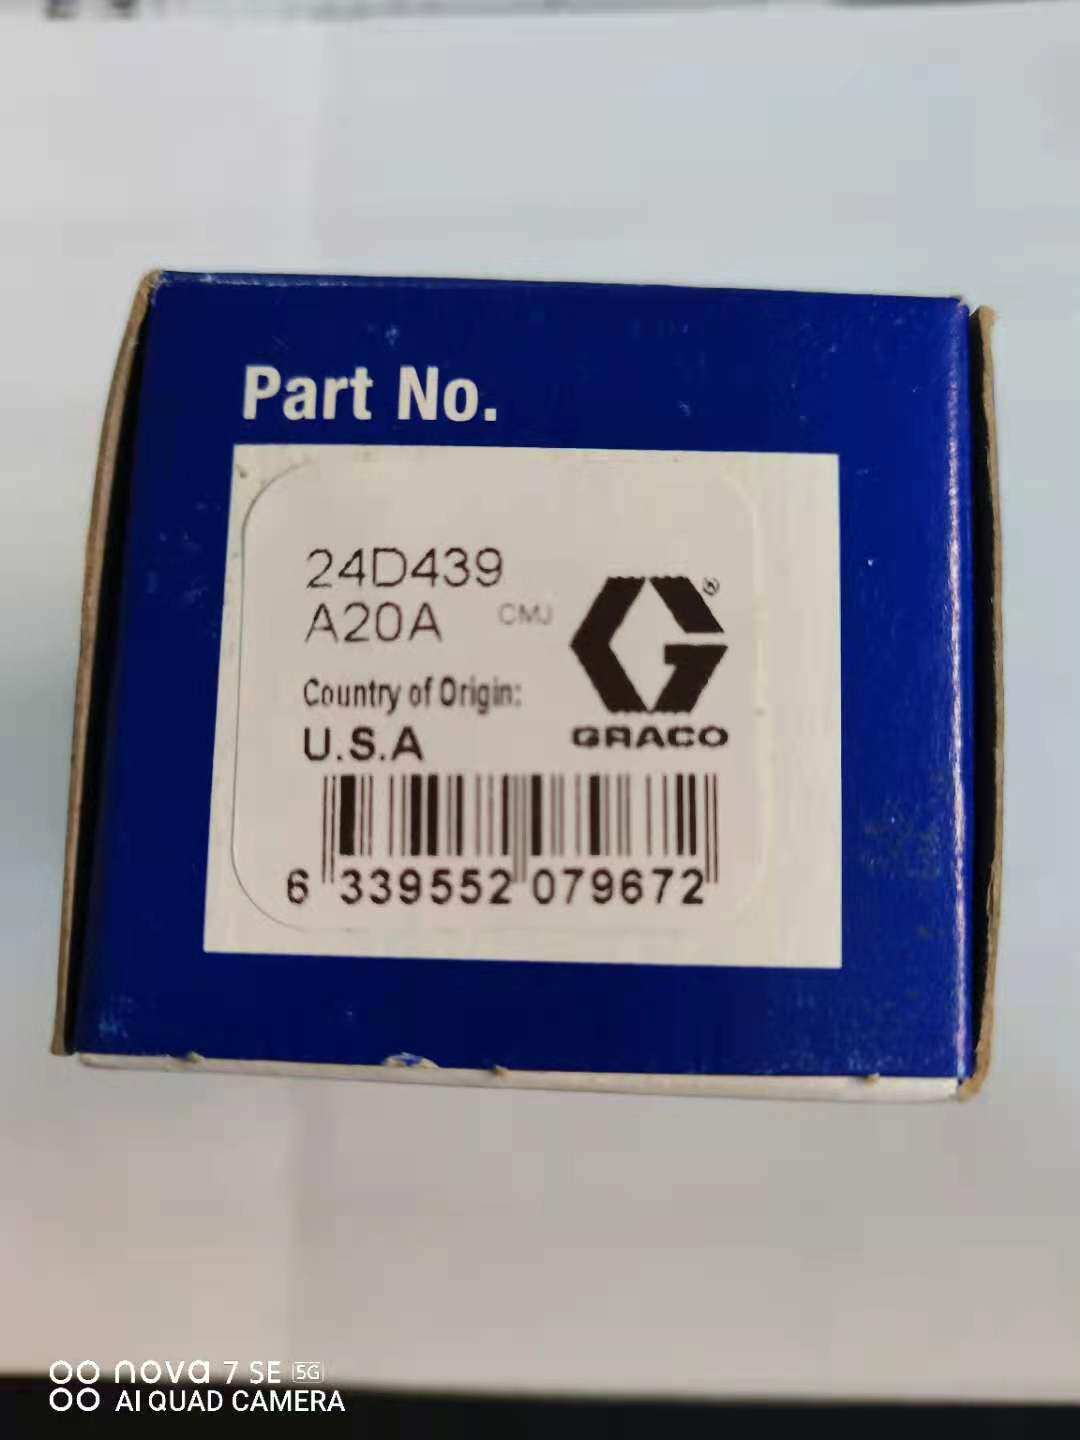 Part No.
24D439
A20A CMJ
®
Country of Origin:
U.S.A
GRACO
6 339552 079672
nova 7 SE 5G
AI QUAD CAMERA